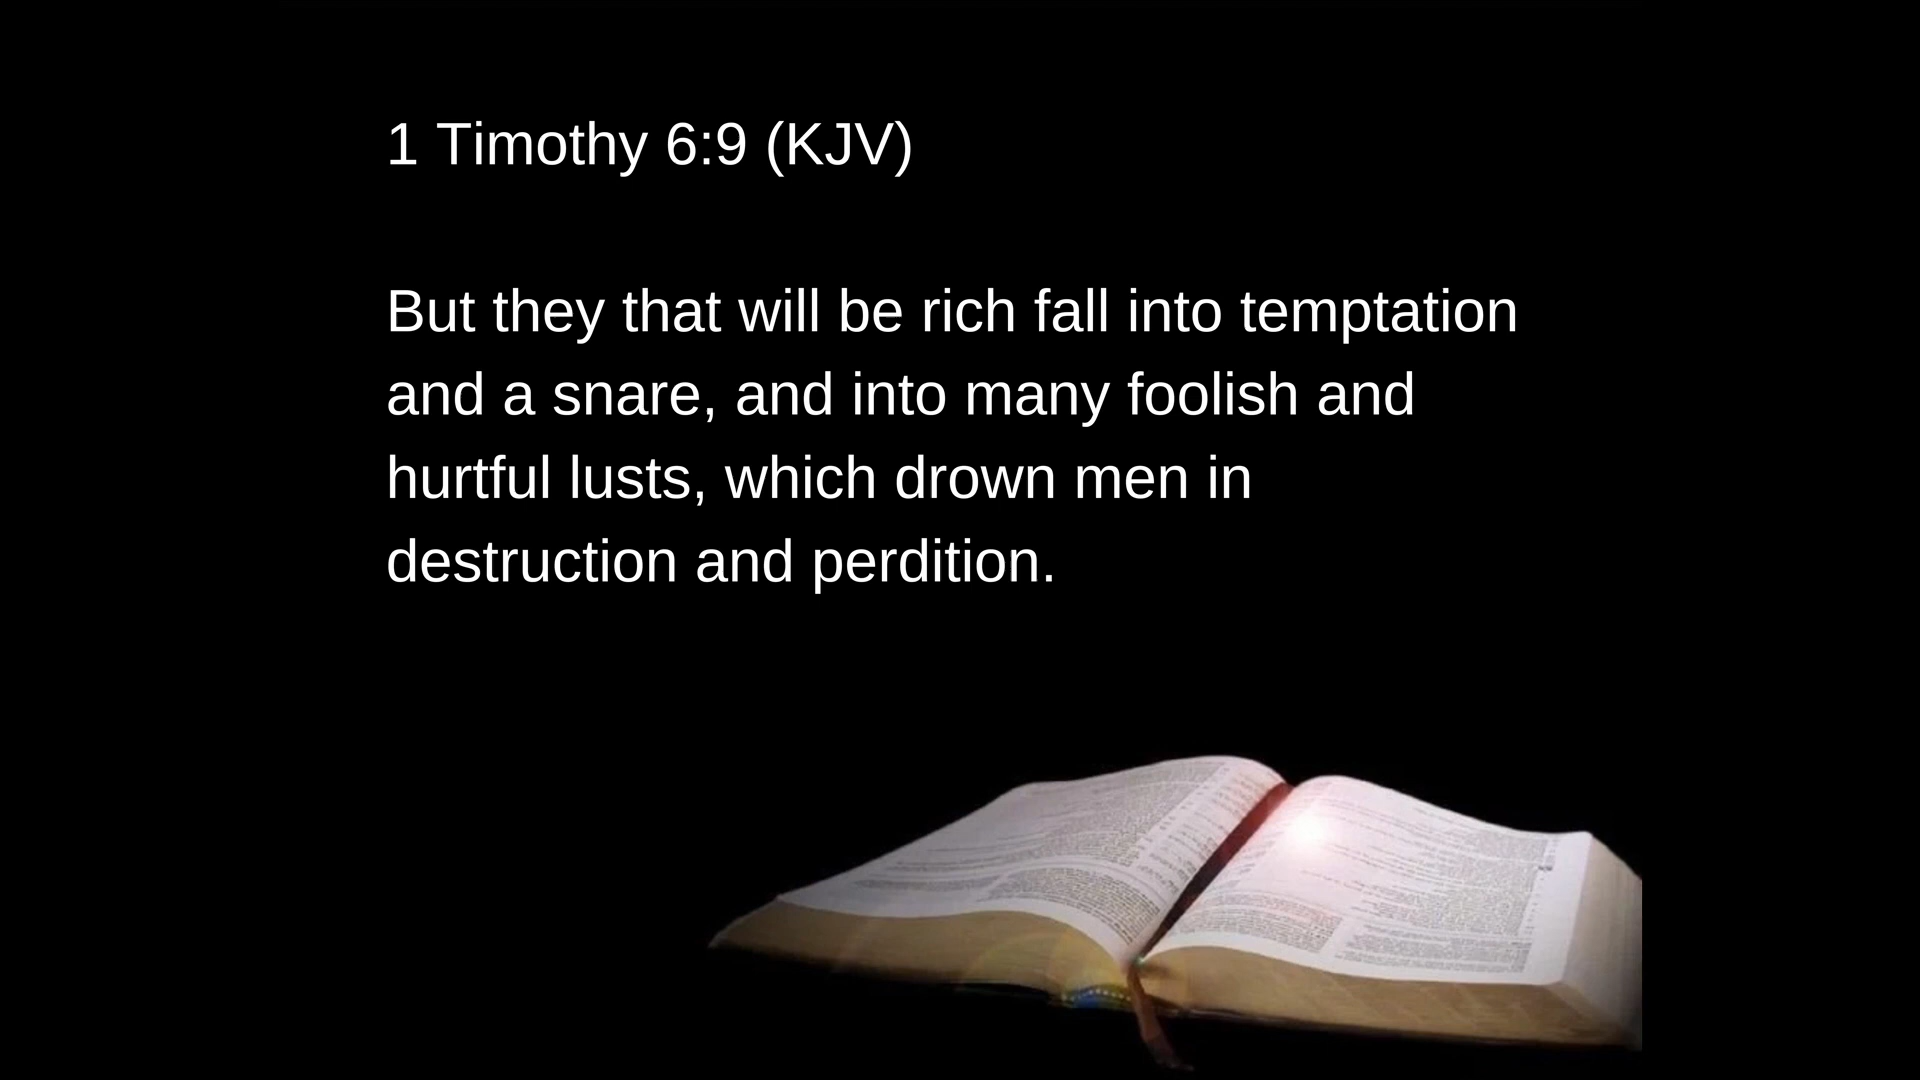 1 Timothy 6:9 (KJV)
But they that will be rich fall into temptation
and a snare, and into many foolish and
hurtful lusts, which drown men in
destruction and perdition.